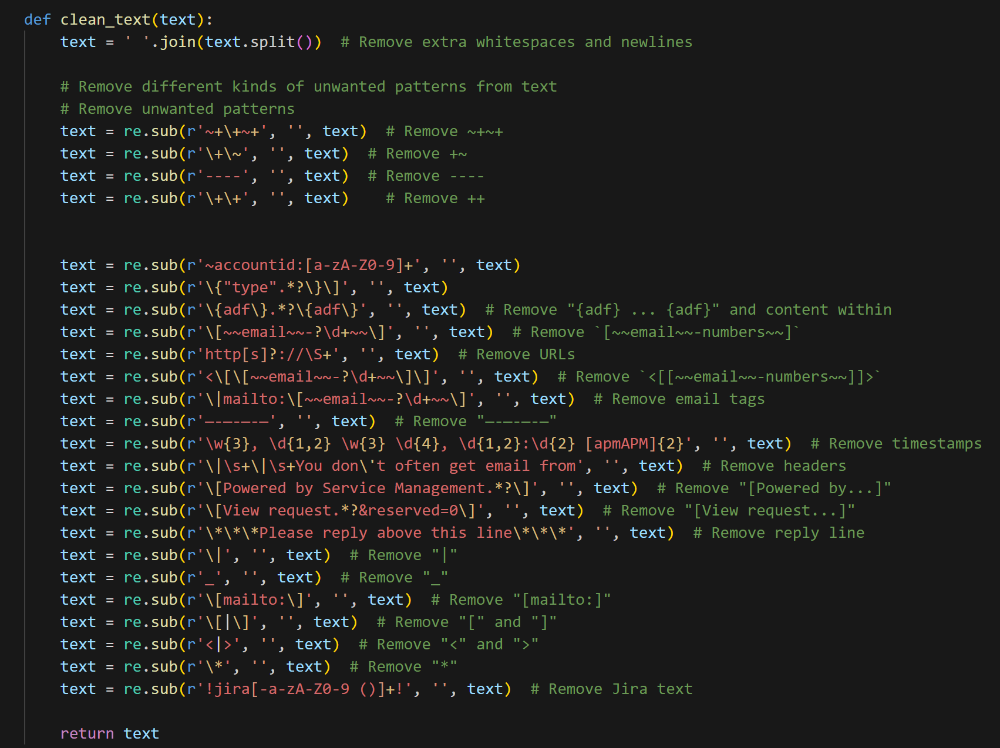 def clean_text(text):
    text = ' '.join(text.split())  # Remove extra whitespaces and newlines

    # Remove different kinds of unwanted patterns from text
    # Remove unwanted patterns
    text = re.sub(r'~+\+~+', '', text)  # Remove ~+~+
    text = re.sub(r'\+\~', '', text)  # Remove +~
    text = re.sub(r'----', '', text)  # Remove ----
    text = re.sub(r'\+\+', '', text)    # Remove ++

    text = re.sub(r'~accountid:[a-zA-Z0-9]+', '', text)
    text = re.sub(r'\{"type".*?\}\]', '', text)
    text = re.sub(r'\{adf\}.*?\{adf\}', '', text)  # Remove "{adf} ... {adf}" and content within
    text = re.sub(r'\[~~email~~-?\d+~~\]', '', text)  # Remove `[~~email~~-numbers~~]`
    text = re.sub(r'http[s]?://\S+', '', text)  # Remove URLs
    text = re.sub(r'<\[\[~~email~~-?\d+~~\]\]', '', text)  # Remove `<[[~~email~~-numbers~~]]>`
    text = re.sub(r'\|mailto:\[~~email~~-?\d+~~\]', '', text)  # Remove email tags
    text = re.sub(r'—-—-—-—', '', text)  # Remove "—-—-—-—"
    text = re.sub(r'\w{3}, \d{1,2} \w{3} \d{4}, \d{1,2}:\d{2} [apmAPM]{2}', '', text)  # Remove timestamps
    text = re.sub(r'\|\s+\|\s+You don\'t often get email from', '', text)  # Remove headers
    text = re.sub(r'\[Powered by Service Management.*?\]', '', text)  # Remove "[Powered by...]"
    text = re.sub(r'\[View request.*?&reserved=0\]', '', text)  # Remove "[View request...]"
    text = re.sub(r'\*\*\*Please reply above this line\*\*\*', '', text)  # Remove reply line
    text = re.sub(r'\|', '', text)  # Remove "|"
    text = re.sub(r'_', '', text)  # Remove "_"
    text = re.sub(r'\[mailto:\]', '', text)  # Remove "[mailto:]"
    text = re.sub(r'\[|\]', '', text)  # Remove "[" and "]"
    text = re.sub(r'<|>', '', text)  # Remove "<" and ">"
    text = re.sub(r'\*', '', text)  # Remove "*"
    text = re.sub(r'!jira[-a-zA-Z0-9 ()]+!', '', text)  # Remove Jira text

    return text